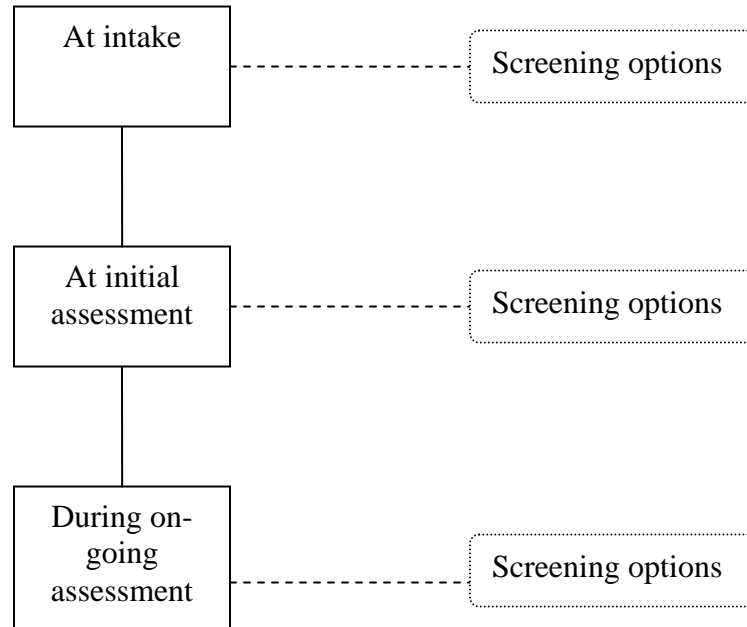 At intake
Screening options
At initial
assessment
Screening options
During on-
going
assessment
Screening options